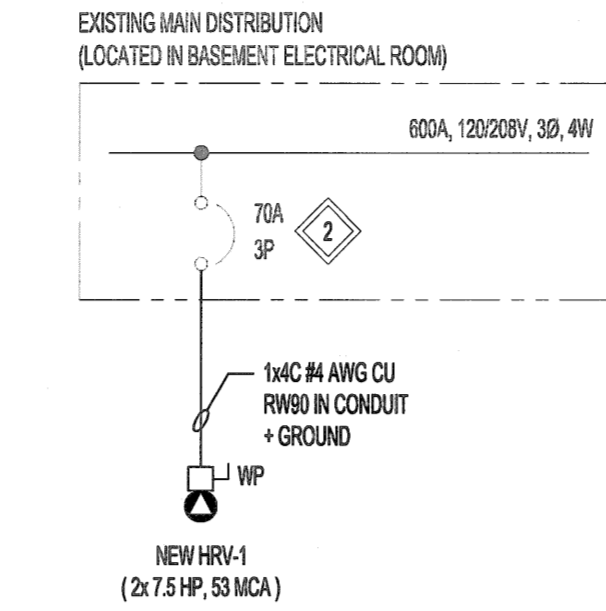 EXISTING MAIN DISTRIBUTION
(LOCATED IN BASEMENT ELECTRICAL ROOM)
600A, 120/208V, 3Ø, 4W
70A
3P
2
1x4C #4 AWG CU
RW90 IN CONDUIT
+ GROUND
WP
NEW HRV-1
( 2x 7.5 HP, 53 MCA )